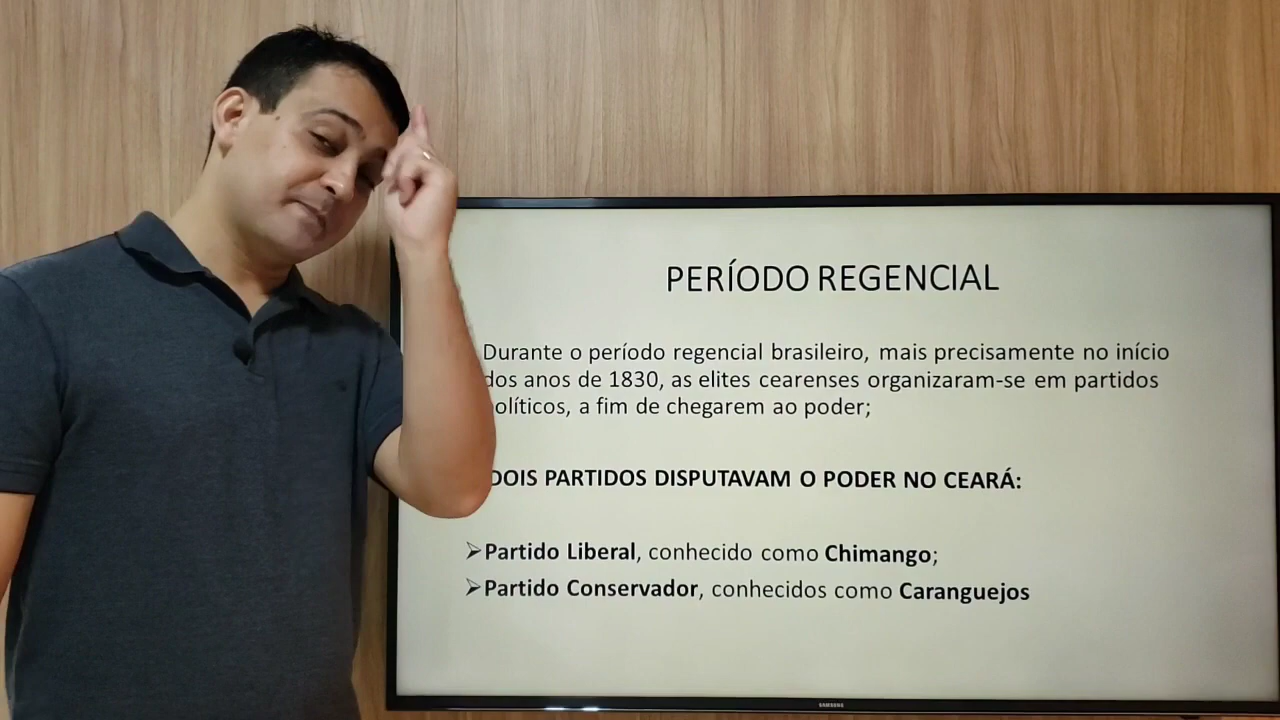 PERÍODO REGENCIAL
Durante o período regencial brasileiro, mais precisamente no início
dos anos de 1830, as elites cearenses organizaram-se em partidos
olíticos, a fim de chegarem ao poder;
DOIS PARTIDOS DISPUTAVAM O PODER NO CEARÁ:
➢Partido Liberal, conhecido como Chimango;
➢Partido Conservador, conhecidos como Caranguejos
SAMSUNG